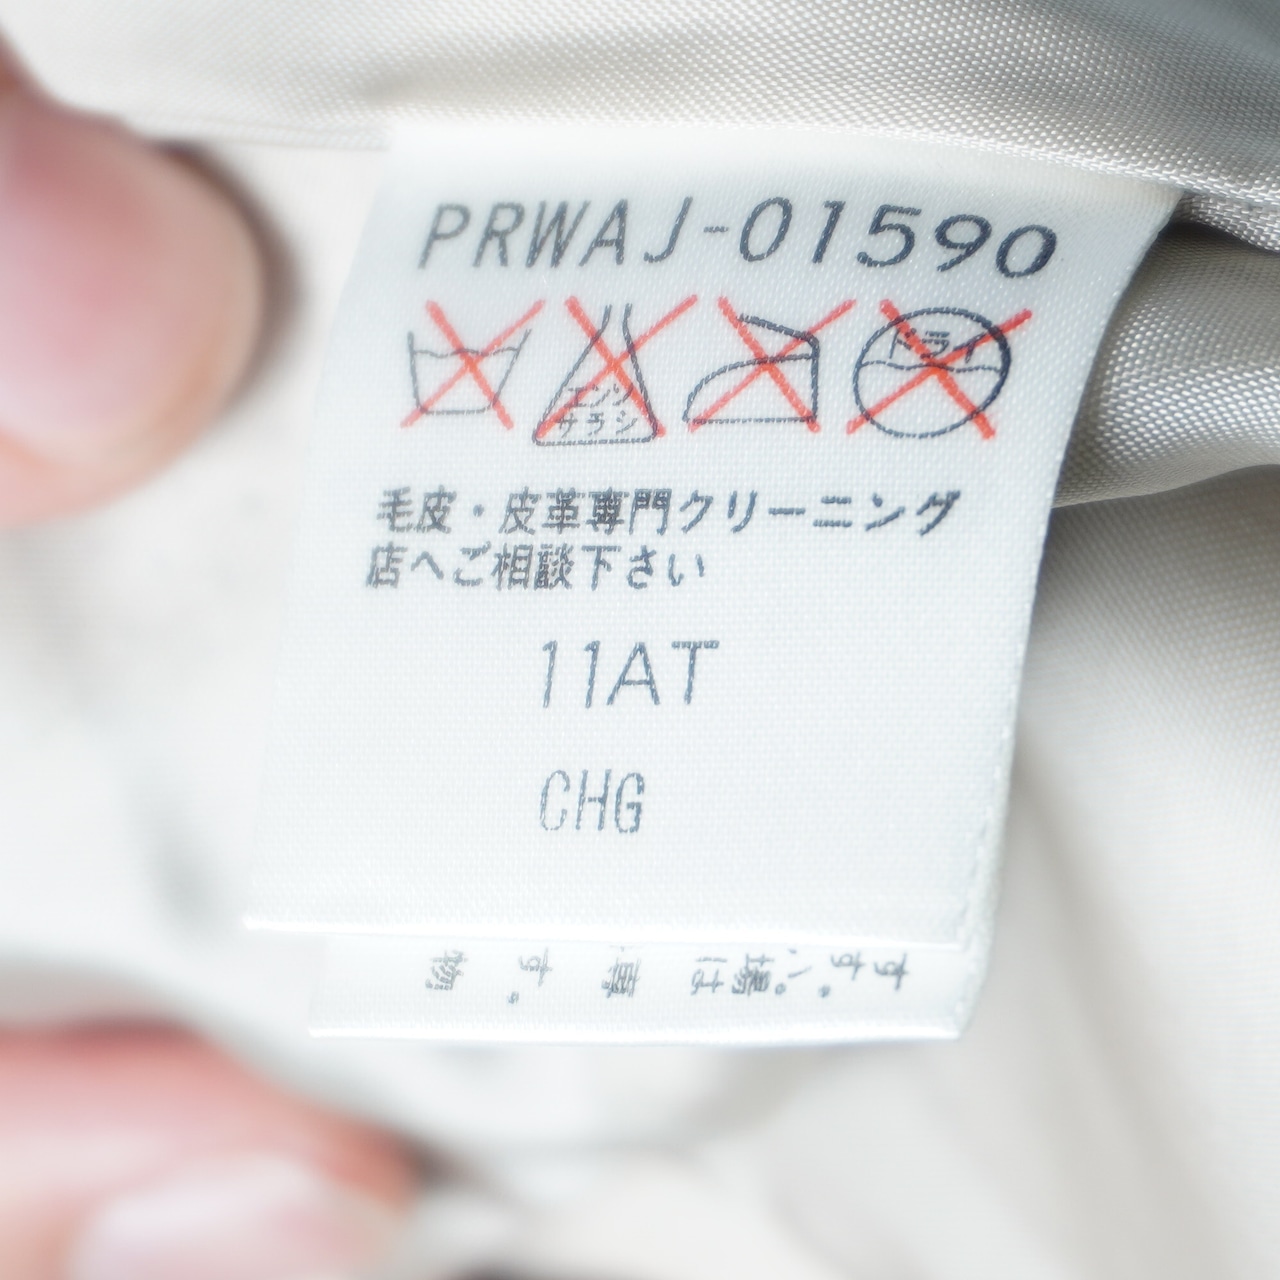 PRWAJ-01590
エンソ
サラシ
ドライ
毛皮・皮革専門クリーニング
店へご相談下さい
11AT
CHG